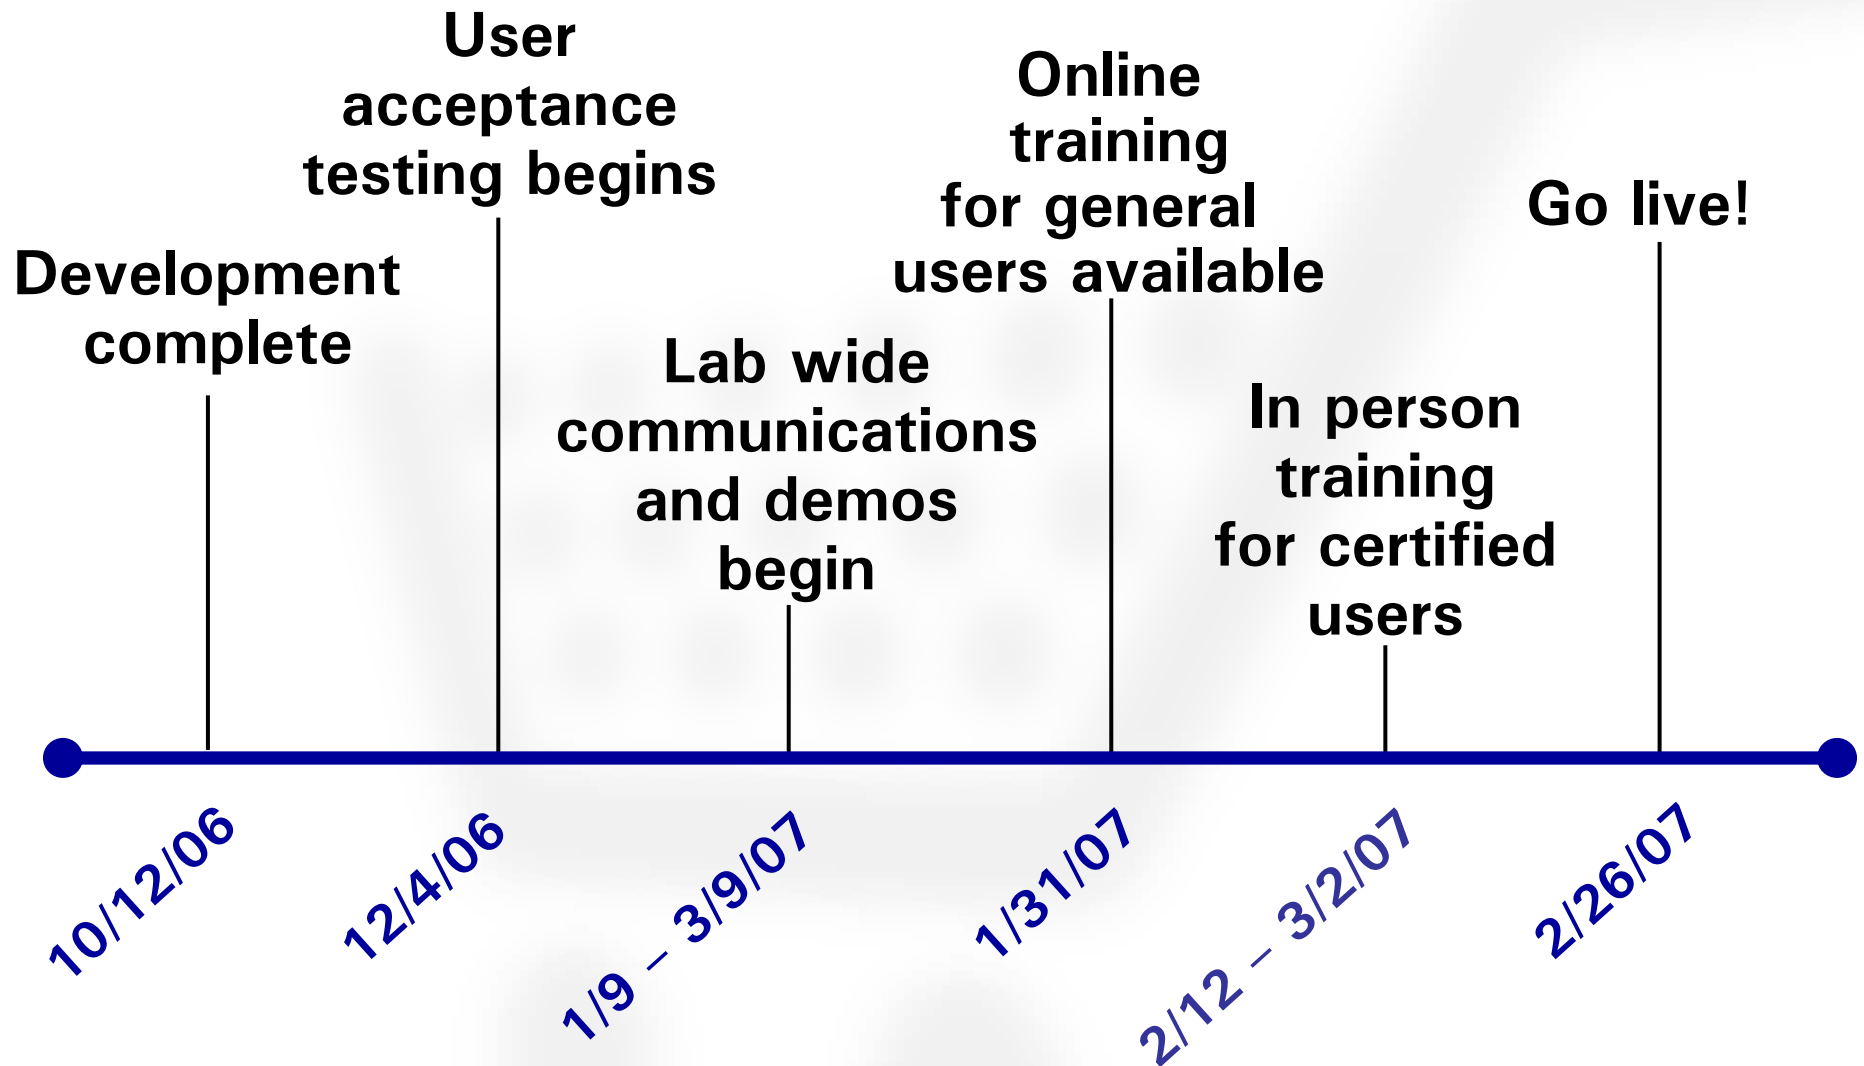 Development
complete
User
acceptance
testing begins
Lab wide
communications
and demos
begin
Online
training
for general
users available
In person
training
for certified
users
Go live!
10/12/06
12/4/06
1/9 – 3/9/07
1/31/07
2/12 – 3/2/07
2/26/07